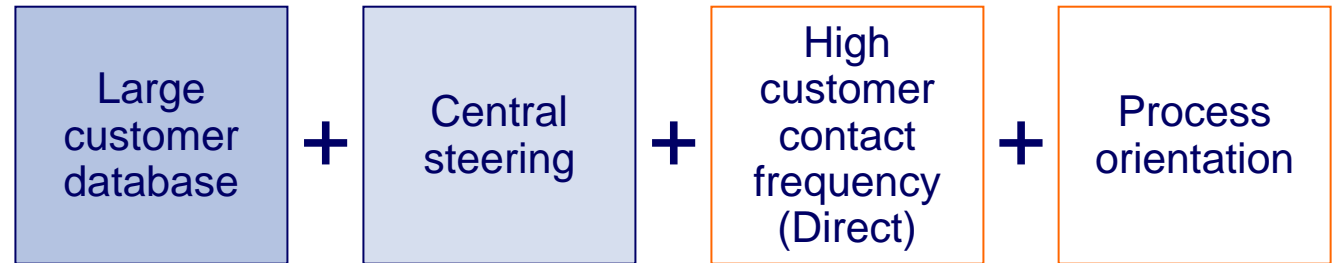 Large
customer
database
+
Central
steering
+
High
customer
contact
frequency
(Direct)
+
Process
orientation